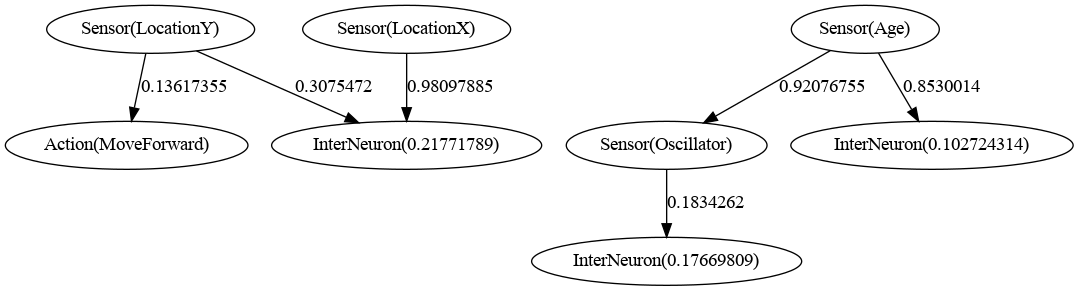 Sensor(LocationY)
Sensor(LocationX)
Sensor(Age)
0.13617355
0.3075472
0.98097885
0.92076755
0.8530014
Action(MoveForward)
InterNeuron(0.21771789)
Sensor(Oscillator)
InterNeuron(0.102724314)
0.1834262
InterNeuron(0.17669809)